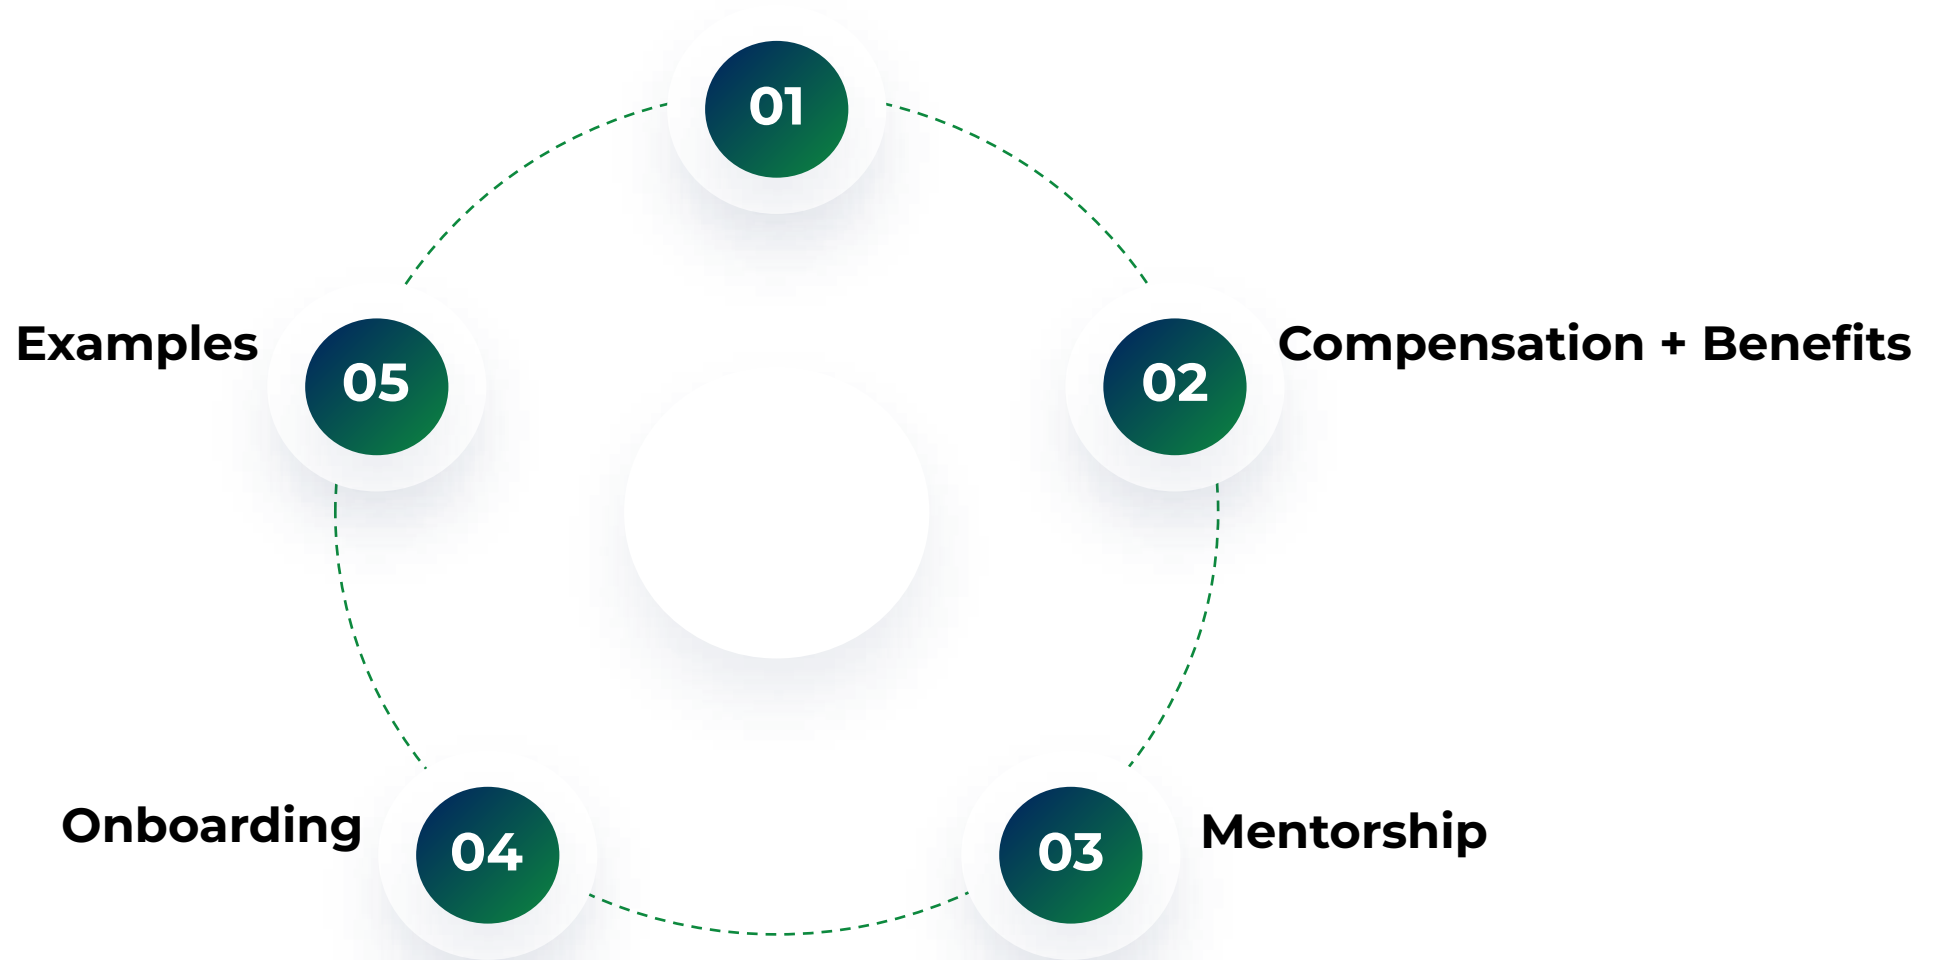 01
02
Compensation + Benefits
03
Mentorship
04
Onboarding
05
Examples